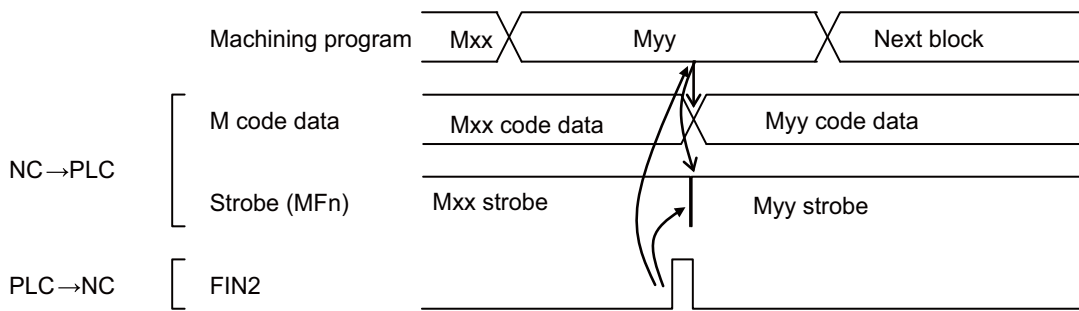 Machining program Mxx Myy Next block
M code data Mxx code data Myy code data
NC→PLC
Strobe (MFn) Mxx strobe Myy strobe
PLC→NC FIN2